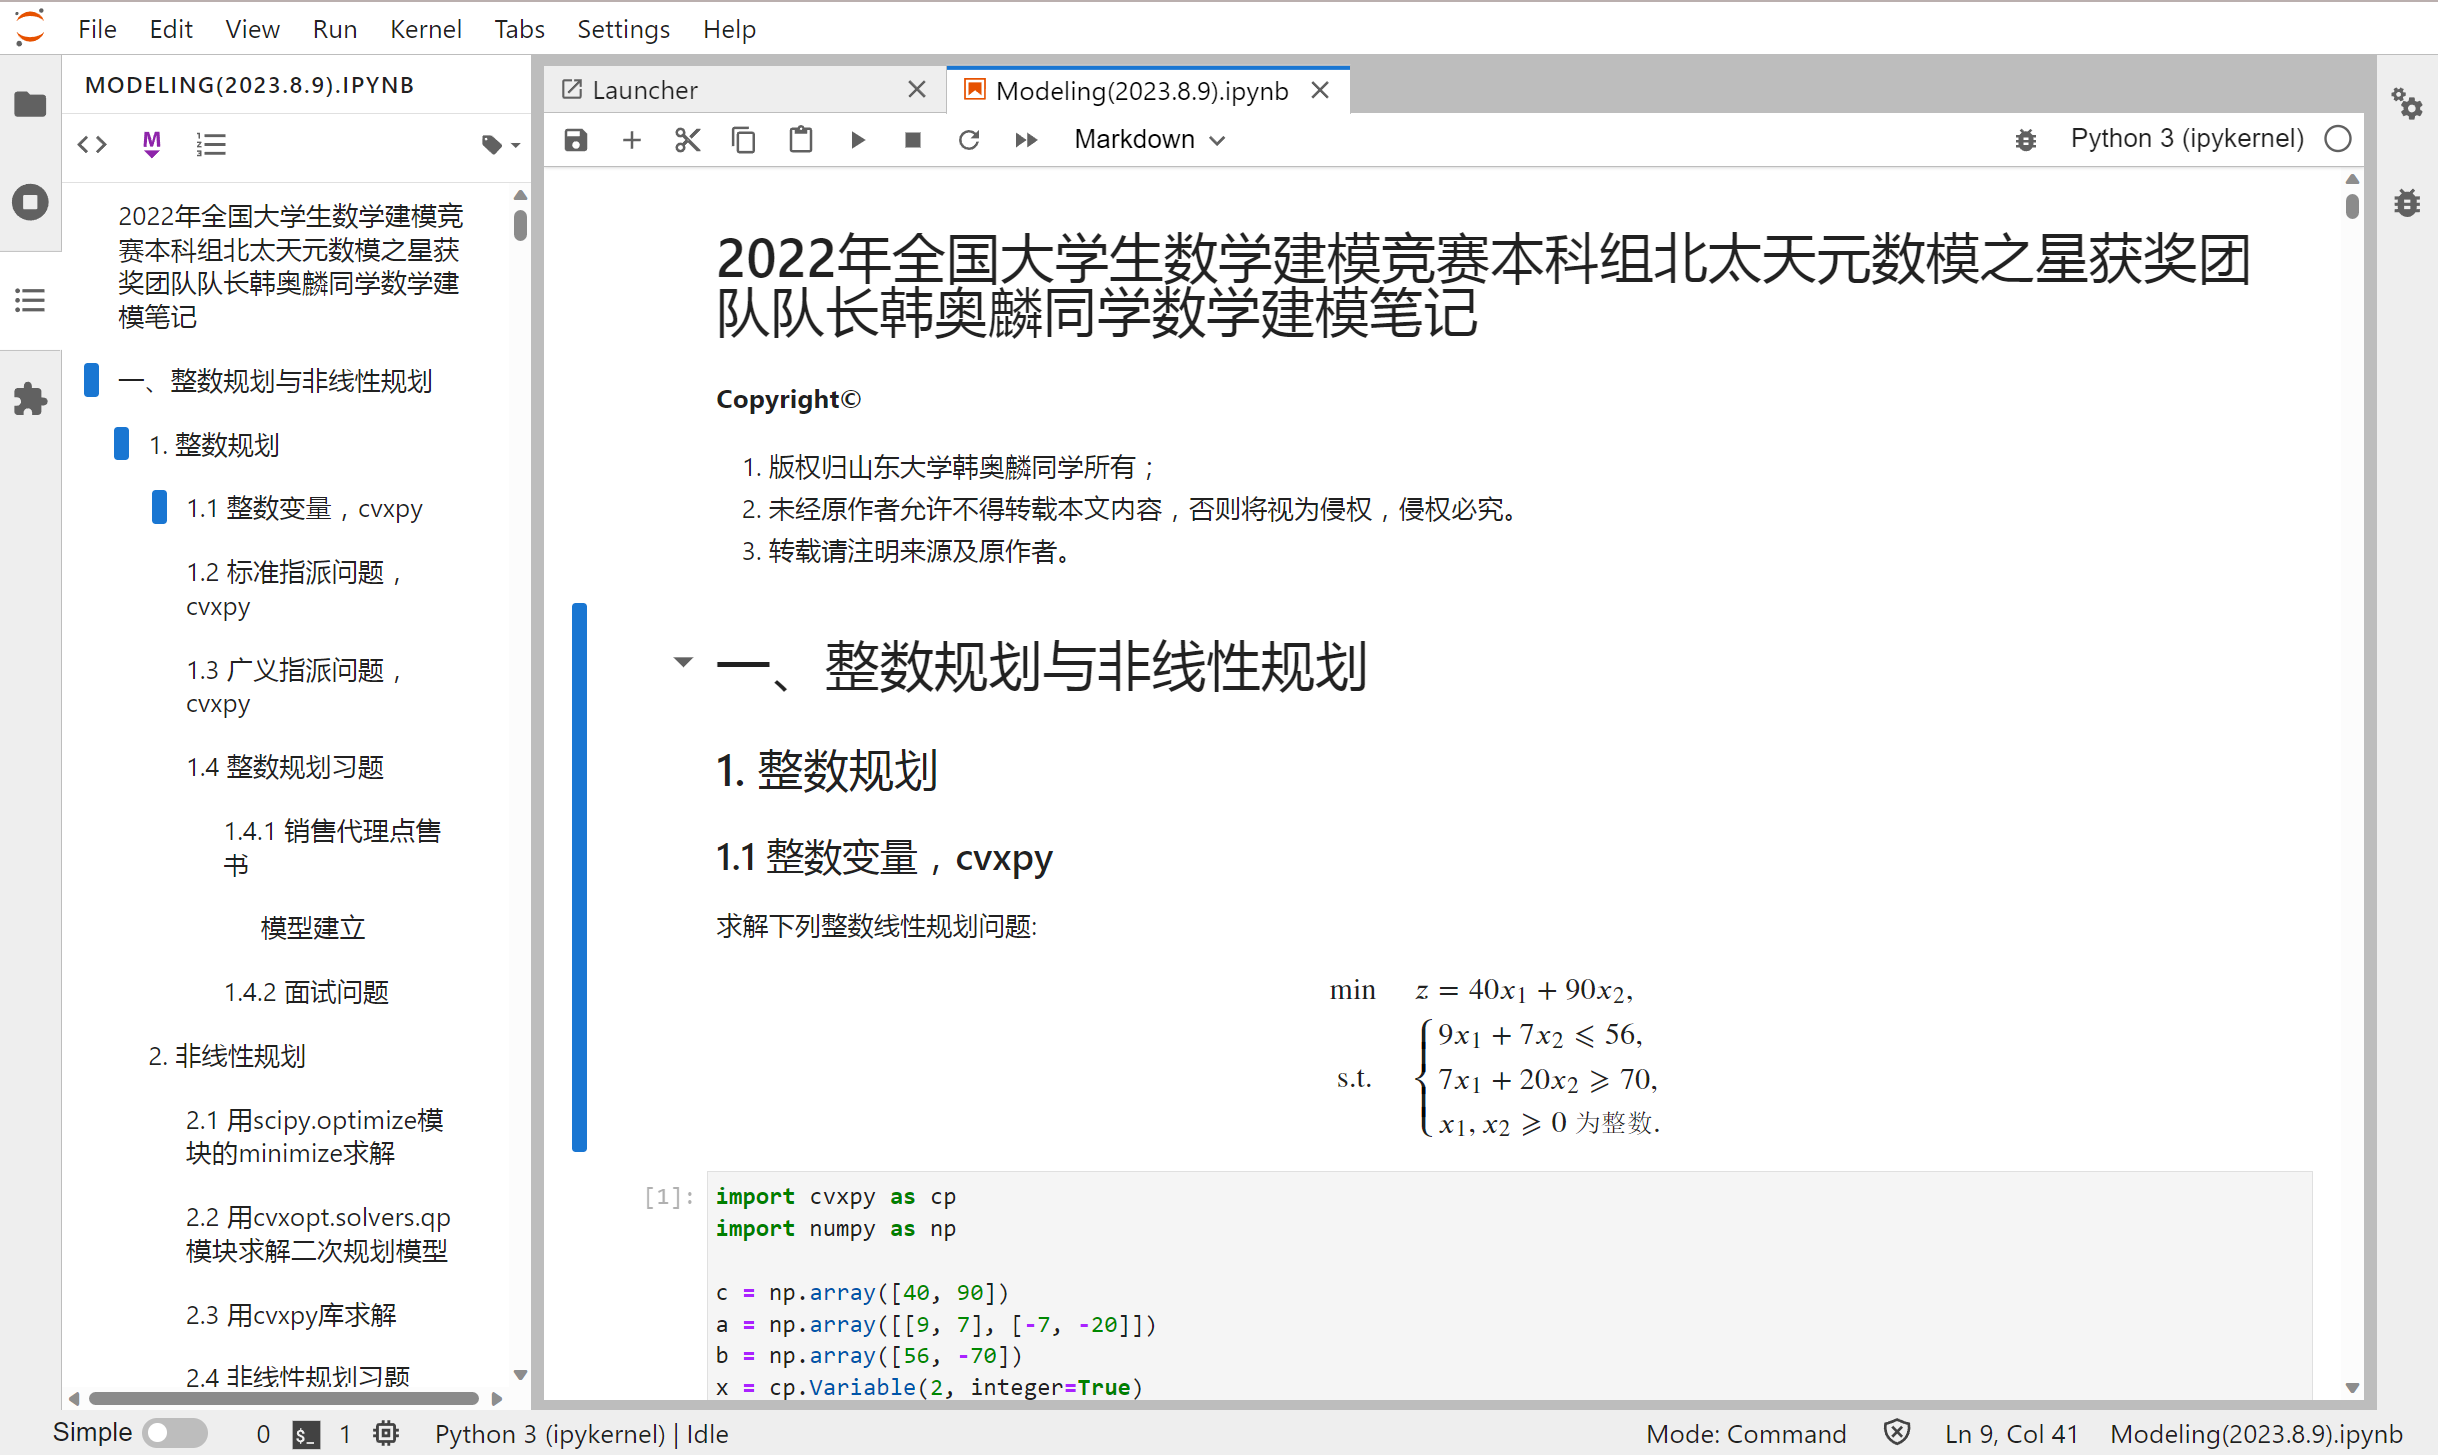 File Edit View Run Kernel Tabs Settings Help
MODELING(2023.8.9).IPYNB
2022年全国大学生数学建模竞
赛本科组北太天元数模之星获
奖团队队长韩奥麟同学数学建
模笔记
一、整数规划与非线性规划
1. 整数规划
1.1 整数变量，cvxpy
1.2 标准指派问题，
cvxpy
1.3 广义指派问题，
cvxpy
1.4 整数规划习题
1.4.1 销售代理点售
书
模型建立
1.4.2 面试问题
2. 非线性规划
2.1 用scipy.optimize模
块的minimize求解
2.2 用cvxopt.solvers.qp
模块求解二次规划模型
2.3 用cvxpy库求解
2.4 非线性规划习题
Launcher
Modeling(2023.8.9).ipynb
Markdown
Python 3 (ipykernel)
2022年全国大学生数学建模竞赛本科组北太天元数模之星获奖团
队队长韩奥麟同学数学建模笔记
Copyright©
1. 版权归山东大学韩奥麟同学所有；
2. 未经原作者允许不得转载本文内容，否则将视为侵权，侵权必究。
3. 转载请注明来源及原作者。
一、整数规划与非线性规划
1. 整数规划
1.1 整数变量，cvxpy
求解下列整数线性规划问题:
min z = 40x₁ + 90x₂,
9x₁ + 7x₂ ⩽ 56,
s.t. 7x₁ + 20x₂ ⩾ 70,
x₁, x₂ ⩾ 0 为整数.
[1]: import cvxpy as cp
import numpy as np
c = np.array([40, 90])
a = np.array([[9, 7], [-7, -20]])
b = np.array([56, -70])
x = cp.Variable(2, integer=True)
Simple 0 $_ 1 Python 3 (ipykernel) | Idle Mode: Command Ln 9, Col 41 Modeling(2023.8.9).ipynb